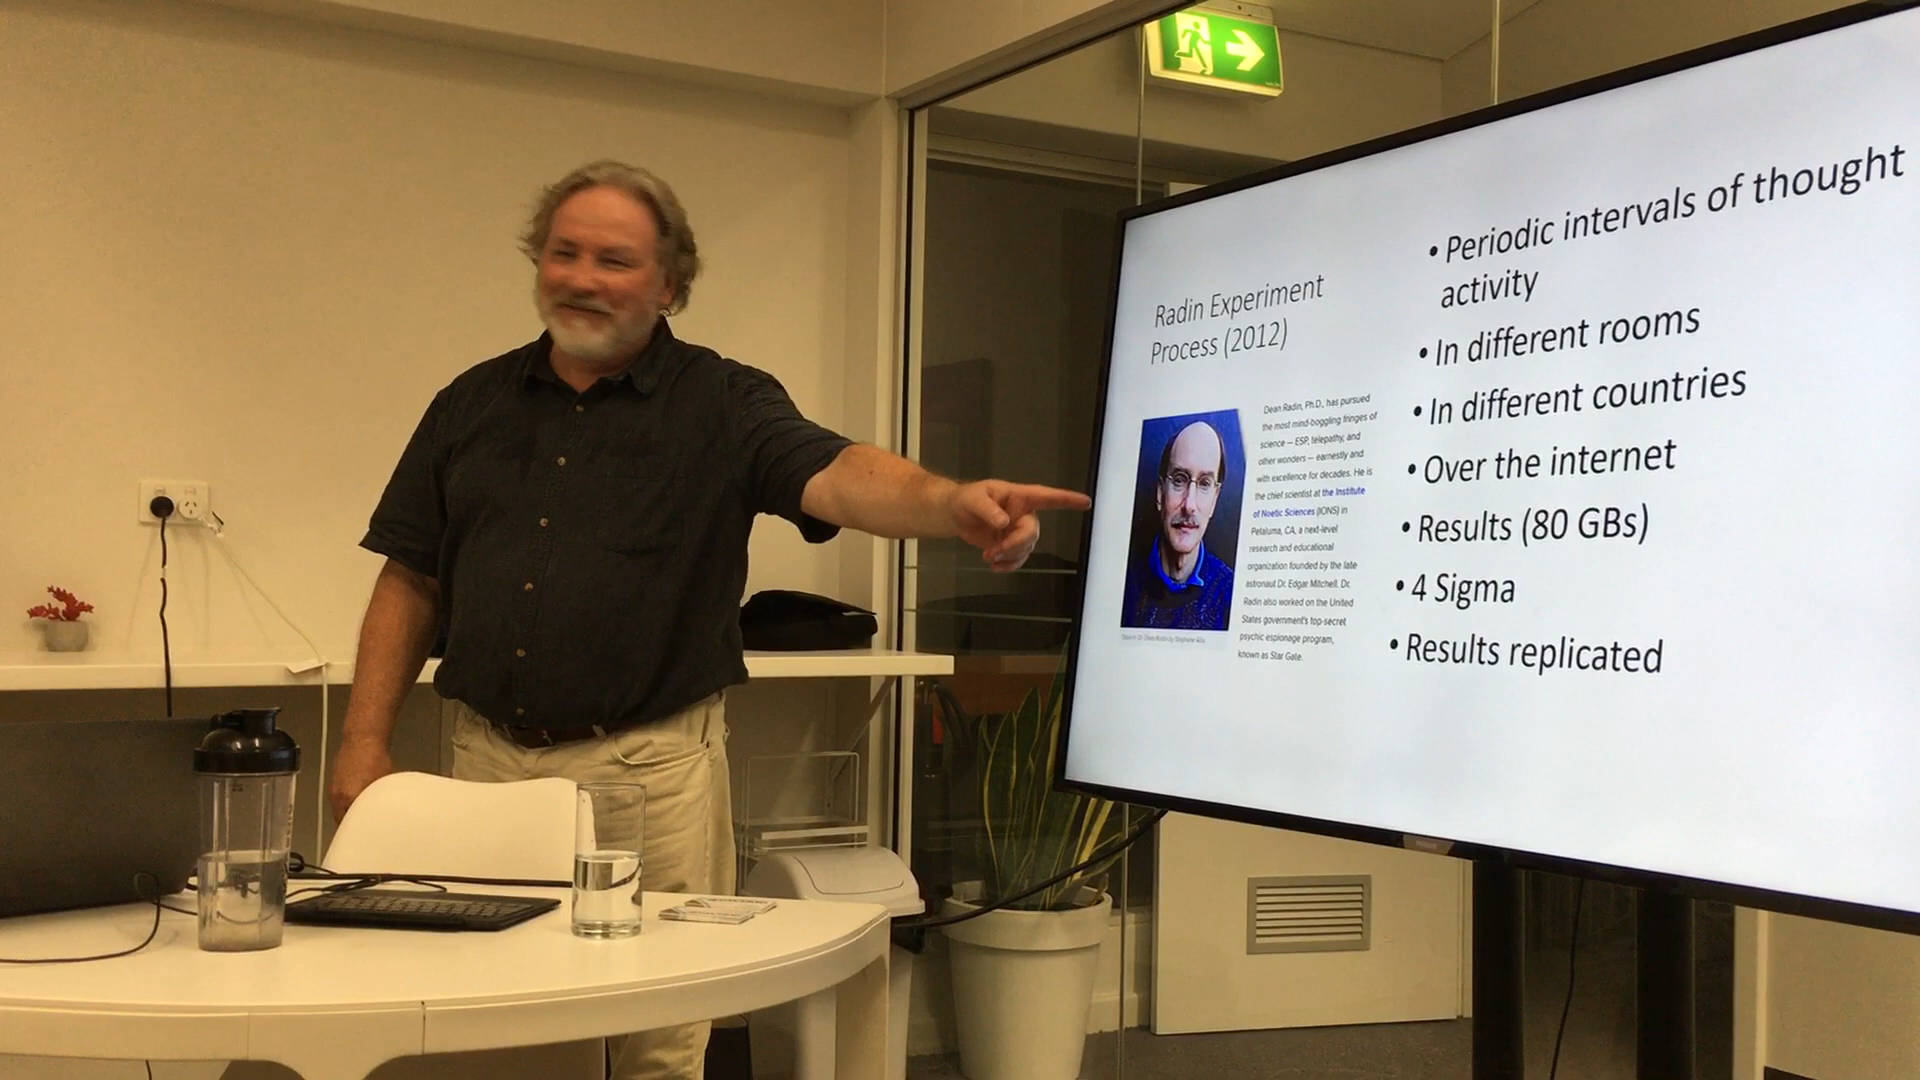 Radin Experiment
Process (2012)
Dean Radin, Ph.D., has pursued
the most mind-boggling fringes of
science — ESP, telepathy, and
other wonders — earnestly and
with excellence for decades. He is
the chief scientist at the Institute
of Noetic Sciences (IONS) in
Petaluma, CA, a next-level
research and educational
organization founded by the late
astronaut Dr. Edgar Mitchell. Dr.
Radin also worked on the United
States government's top-secret
psychic espionage program,
known as Star Gate.
• Periodic intervals of thought
activity
• In different rooms
• In different countries
• Over the internet
• Results (80 GBs)
• 4 Sigma
• Results replicated